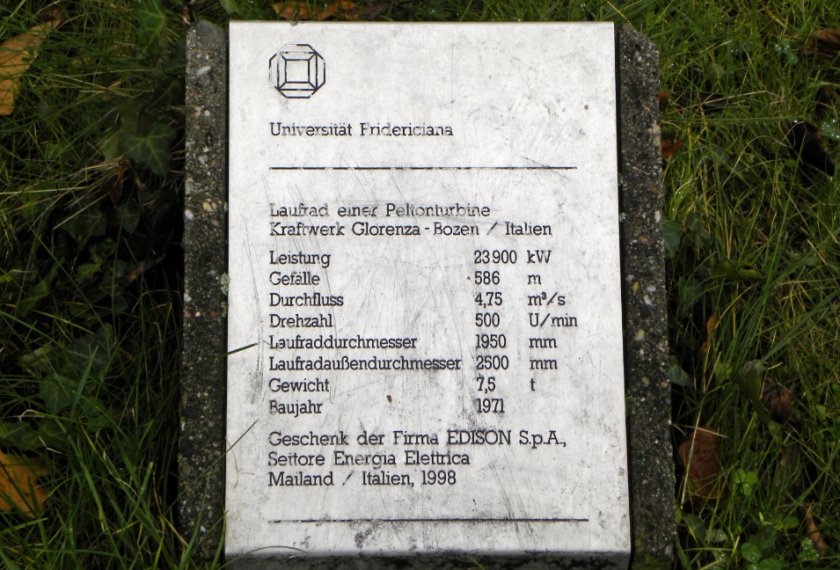 Universität Fridericiana
Laufrad einer Peltonturbine
Kraftwerk Glorenza - Bozen / Italien
Leistung 23 900 kW
Gefälle 586 m
Durchfluss 4,75 m³/s
Drehzahl 500 U/min
Laufraddurchmesser 1950 mm
Laufradaußendurchmesser 2500 mm
Gewicht 7,5 t
Baujahr 1971
Geschenk der Firma EDISON S.p.A.,
Settore Energia Elettrica
Mailand / Italien, 1998